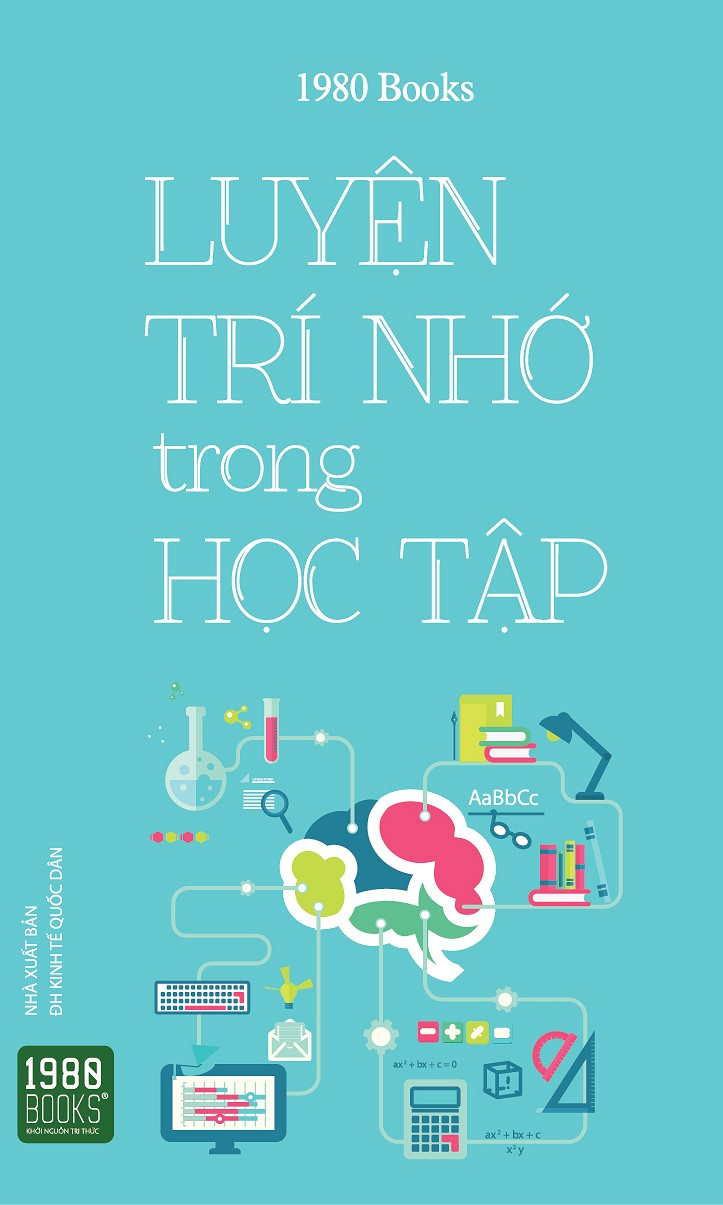 1980 Books
LUYỆN
TRÍ NHỚ
trong
HỌC TẬP
AaBbCc
NHÀ XUẤT BẢN
ĐH KINH TẾ QUỐC DÂN
ax² + bx + c = 0
ax² + bx + c
x² y
1980
BOOKS®
KHƠI NGUỒN TRI THỨC